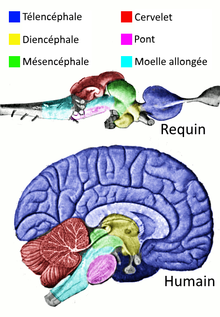 Télencéphale
Diencéphale
Mésencéphale
Cervelet
Pont
Moelle allongée
Requin
Humain